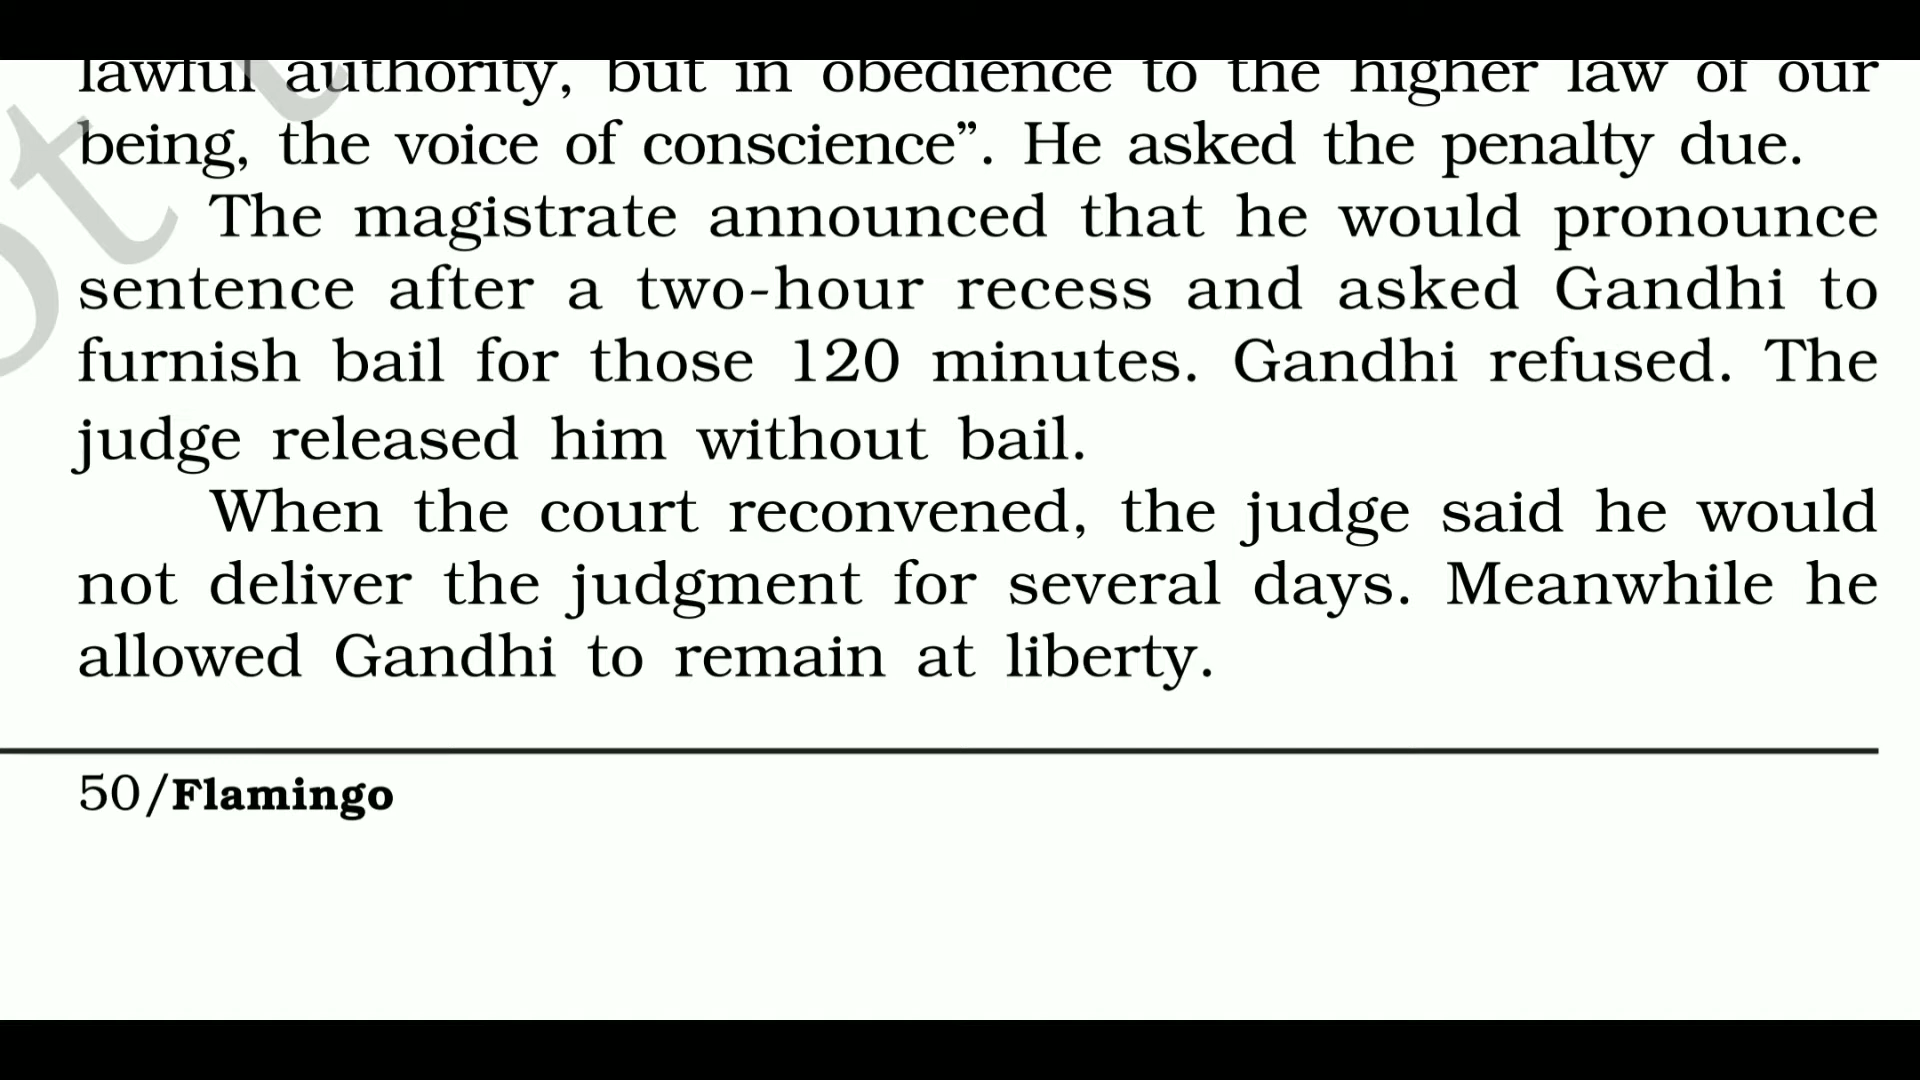 lawful authority, but in obedience to the higher law of our
being, the voice of conscience”. He asked the penalty due.
The magistrate announced that he would pronounce
sentence after a two-hour recess and asked Gandhi to
furnish bail for those 120 minutes. Gandhi refused. The
judge released him without bail.
When the court reconvened, the judge said he would
not deliver the judgment for several days. Meanwhile he
allowed Gandhi to remain at liberty.
50/Flamingo